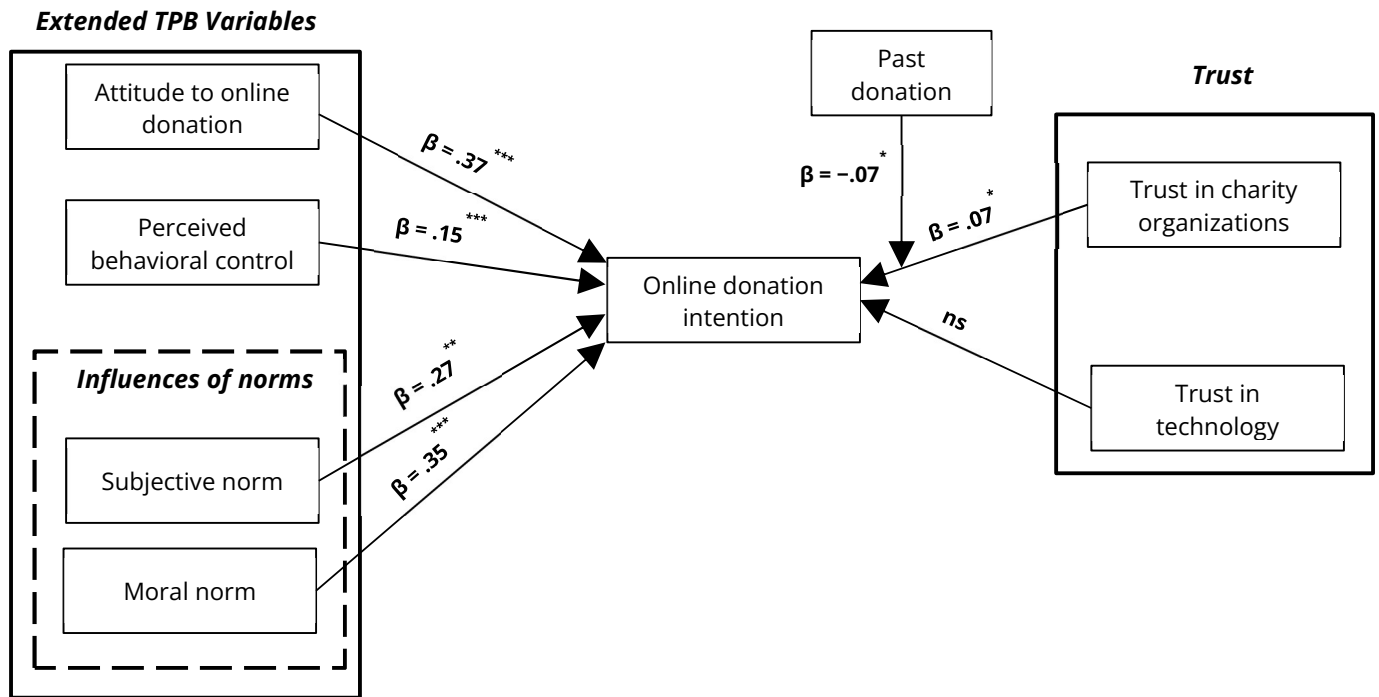 Extended TPB Variables
Attitude to online
donation
Perceived
behavioral control
Influences of norms
Subjective norm
Moral norm
β = .37 ***
β = .15 ***
β = .27 **
β = .35 ***
Online donation
intention
Past
donation
β = −.07 *
Trust
Trust in charity
organizations
β = .07 *
Trust in
technology
ns